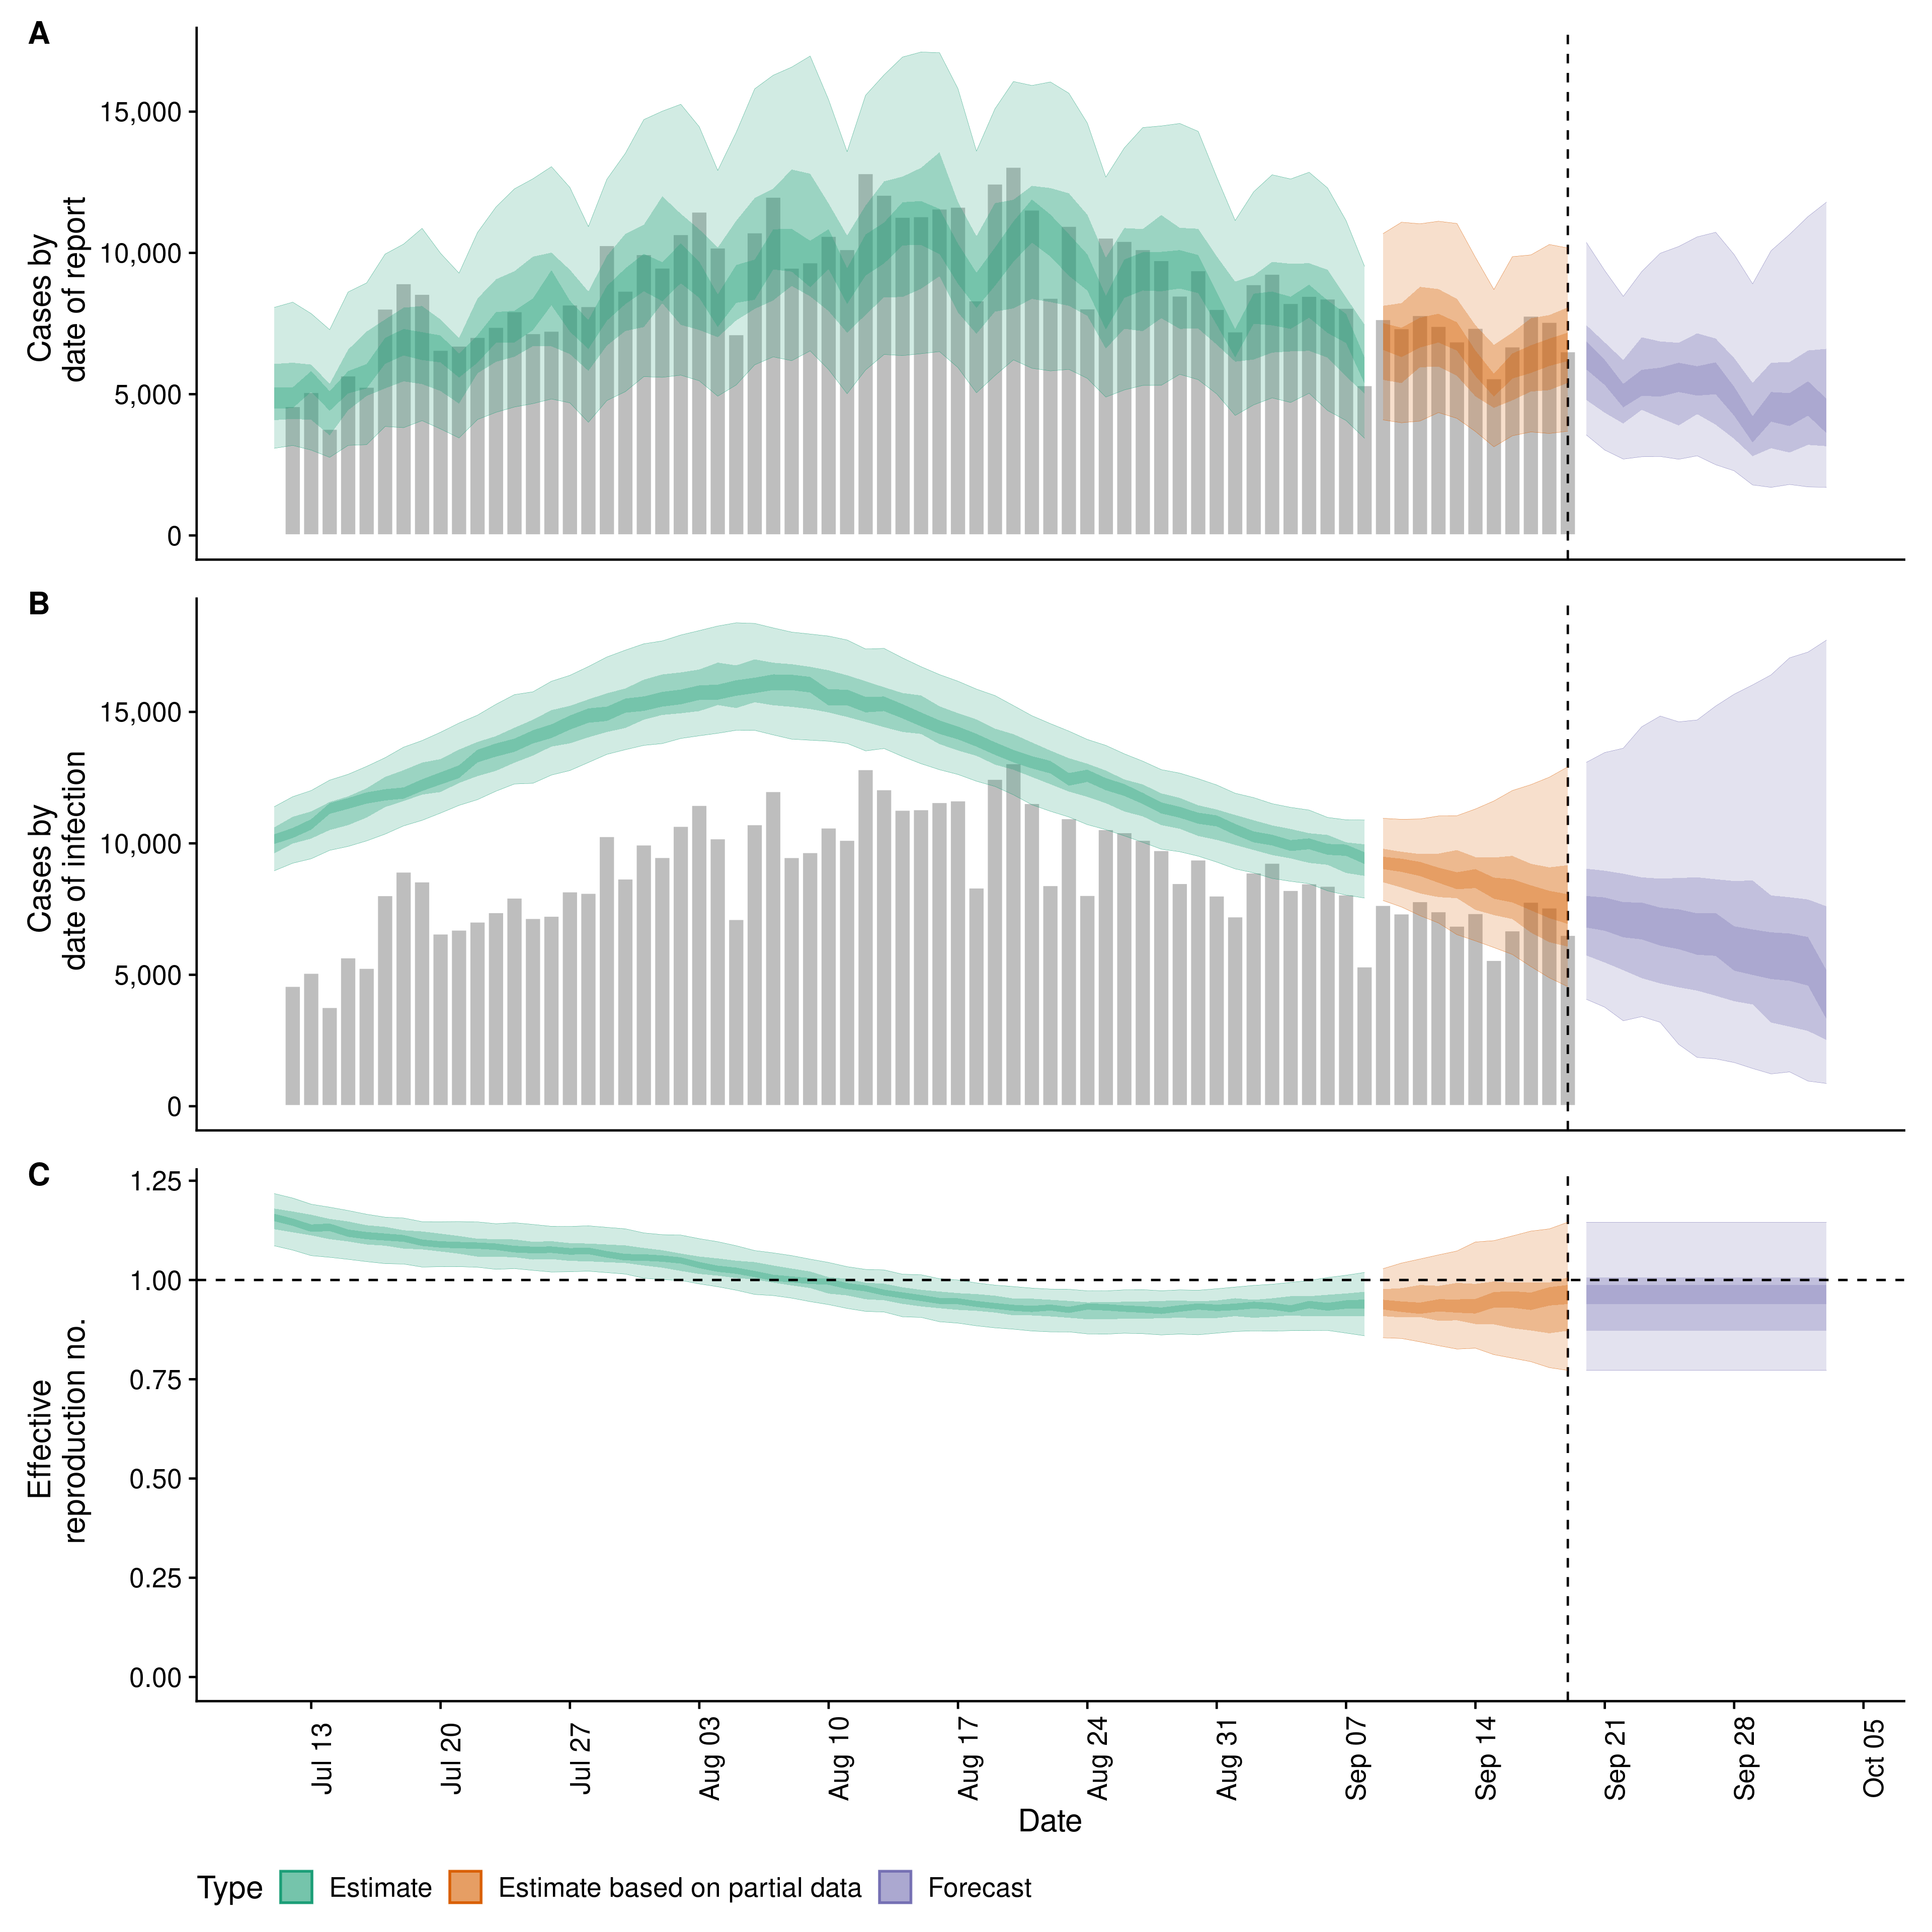 A
15,000
10,000
5,000
0
Cases by
date of report
B
15,000
10,000
5,000
0
Cases by
date of infection
C
1.25
1.00
0.75
0.50
0.25
0.00
Effective
reproduction no.
Jul 13
Jul 20
Jul 27
Aug 03
Aug 10
Aug 17
Aug 24
Aug 31
Sep 07
Sep 14
Sep 21
Sep 28
Oct 05
Date
Type Estimate Estimate based on partial data Forecast